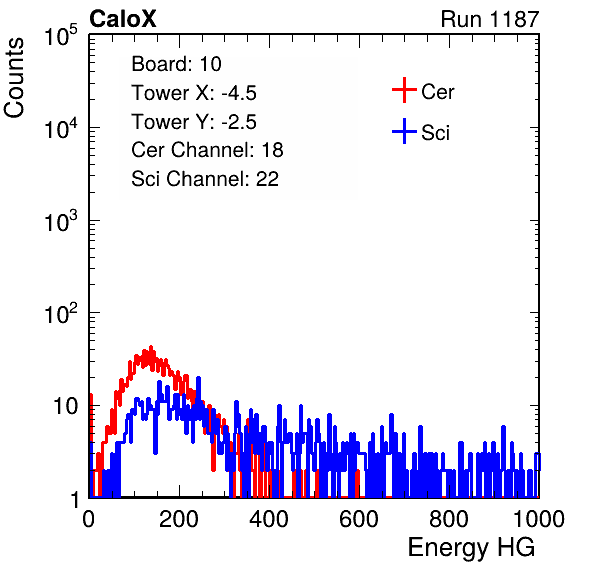 CaloX Run 1187
Counts
10^5
10^4
10^3
10^2
10
1
Board: 10
Tower X: -4.5
Tower Y: -2.5
Cer Channel: 18
Sci Channel: 22
Cer
Sci
0 200 400 600 800 1000
Energy HG